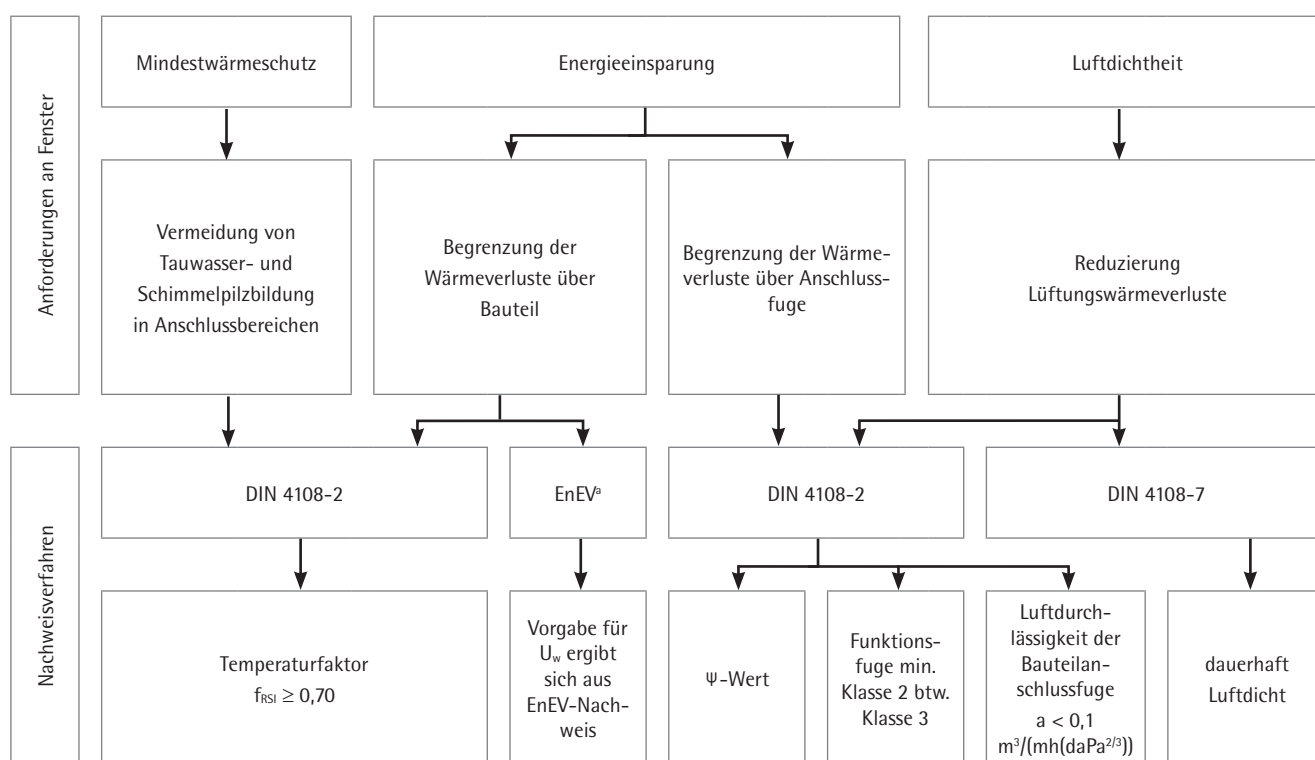 Anforderungen an Fenster
Mindestwärmeschutz
Energieeinsparung
Luftdichtheit
Vermeidung von
Tauwasser- und
Schimmelpilzbildung
in Anschlussbereichen
Begrenzung der
Wärmeverluste über
Bauteil
Begrenzung der Wärme-
verluste über Anschluss-
fuge
Reduzierung
Lüftungswärmeverluste
Nachweisverfahren
DIN 4108-2
EnEVª
DIN 4108-2
DIN 4108-7
Temperaturfaktor
fRSI ≥ 0,70
Vorgabe für
Uw ergibt
sich aus
EnEV-Nach-
weis
Ψ-Wert
Funktions-
fuge min.
Klasse 2 btw.
Klasse 3
Luftdurch-
lässigkeit der
Bauteilan-
schlussfuge
a < 0,1
m³/(mh(daPa²/³))
dauerhaft
Luftdicht